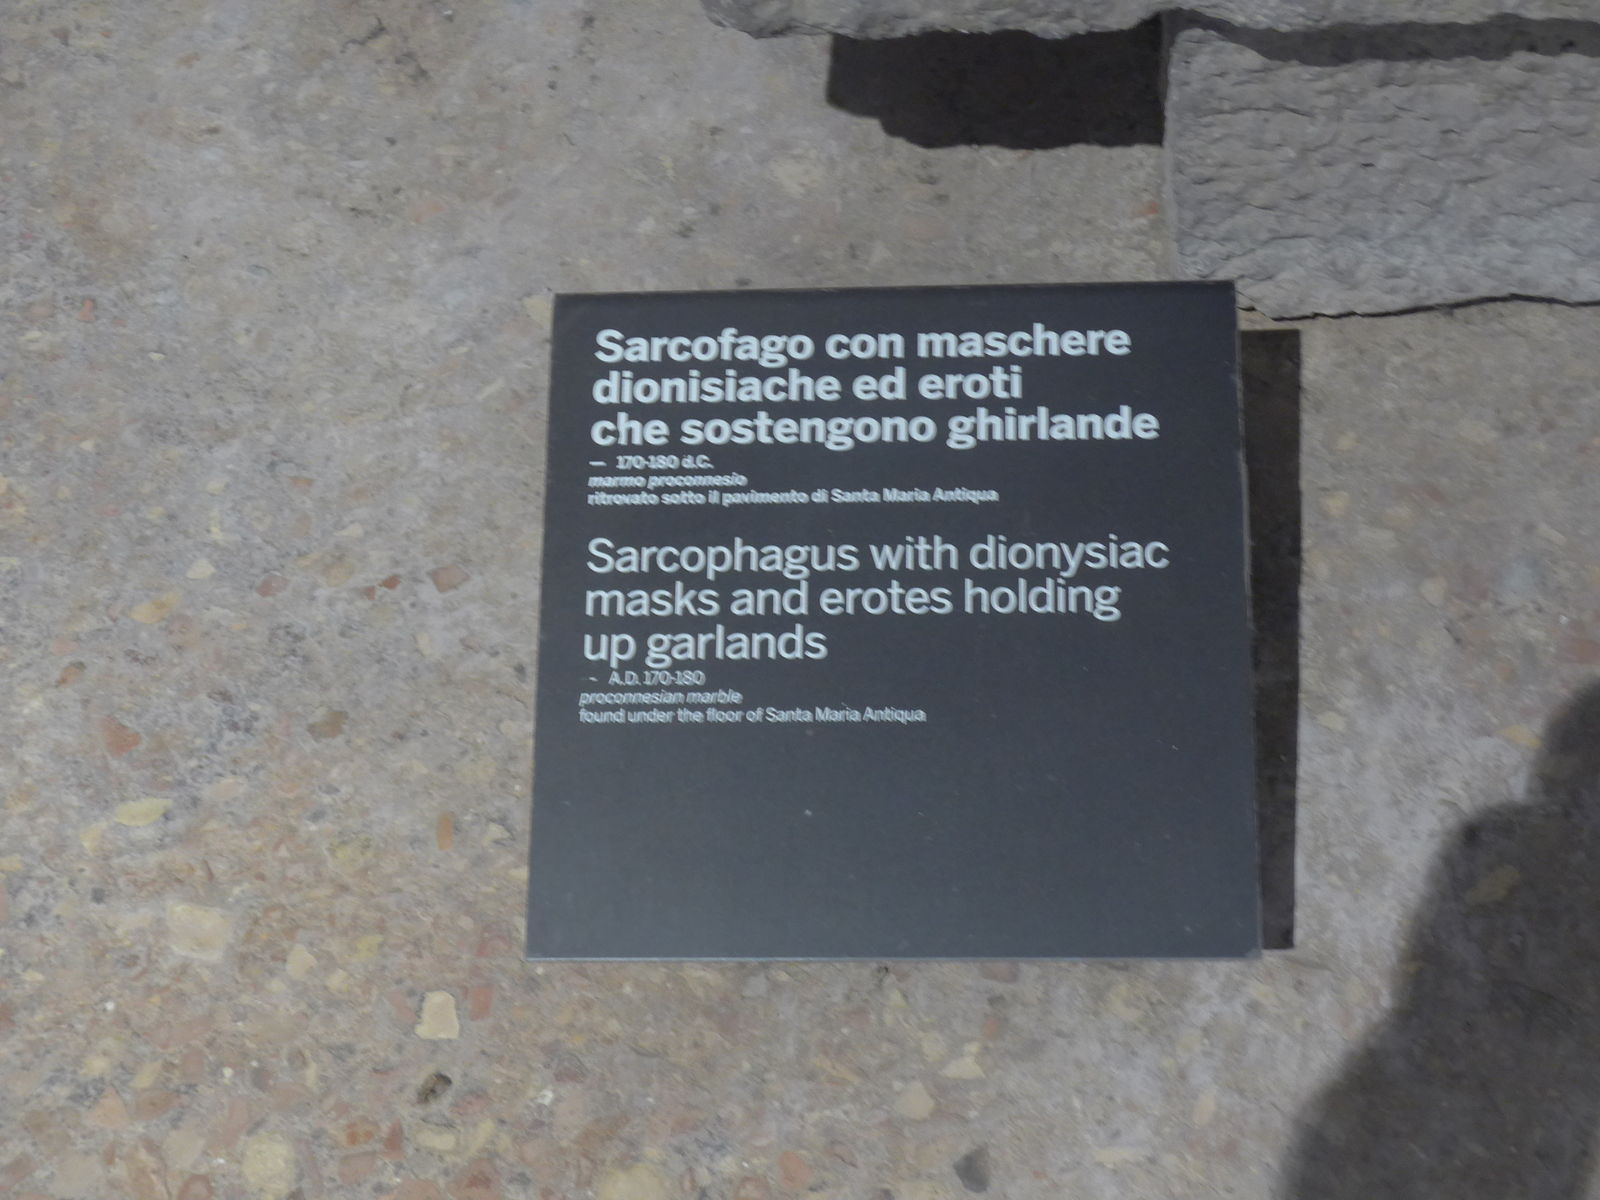 Sarcofago con maschere
dionisiache ed eroti
che sostengono ghirlande
— 170-180 d.C.
marmo proconnesio
ritrovato sotto il pavimento di Santa Maria Antiqua
Sarcophagus with dionysiac
masks and erotes holding
up garlands
- A.D. 170-180
proconnesian marble
found under the floor of Santa Maria Antiqua